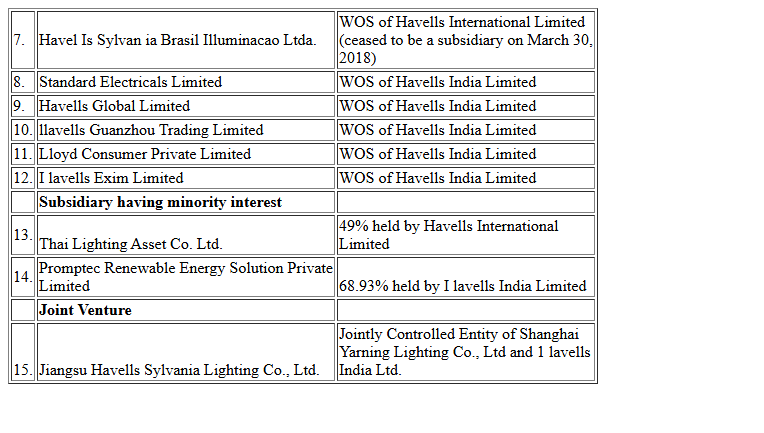 7. Havel Is Sylvan ia Brasil Illuminacao Ltda. WOS of Havells International Limited
(ceased to be a subsidiary on March 30,
2018)
8. Standard Electricals Limited WOS of Havells India Limited
9. Havells Global Limited WOS of Havells India Limited
10. llavells Guanzhou Trading Limited WOS of Havells India Limited
11. Lloyd Consumer Private Limited WOS of Havells India Limited
12. I lavells Exim Limited WOS of Havells India Limited
Subsidiary having minority interest
13. Thai Lighting Asset Co. Ltd. 49% held by Havells International
Limited
14. Promptec Renewable Energy Solution Private
Limited 68.93% held by I lavells India Limited
Joint Venture
15. Jiangsu Havells Sylvania Lighting Co., Ltd. Jointly Controlled Entity of Shanghai
Yarning Lighting Co., Ltd and 1 lavells
India Ltd.